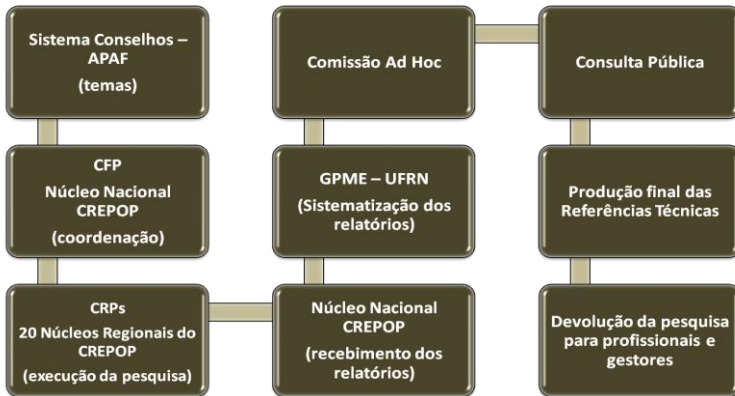 Sistema Conselhos –
APAF
(temas)
CFP
Núcleo Nacional
CREPOP
(coordenação)
CRPs
20 Núcleos Regionais do
CREPOP
(execução da pesquisa)
Núcleo Nacional
CREPOP
(recebimento dos
relatórios)
GPME – UFRN
(Sistematização dos
relatórios)
Comissão Ad Hoc
Consulta Pública
Produção final das
Referências Técnicas
Devolução da pesquisa
para profissionais e
gestores